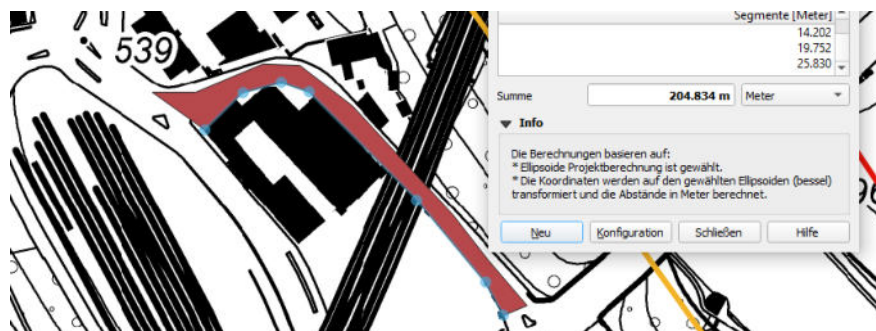 539
Segmente [Meter]
14.202
19.752
25.830
Summe 204.834 m Meter
Info
Die Berechnungen basieren auf:
* Ellipsoide Projektberechnung ist gewählt.
* Die Koordinaten werden auf den gewählten Ellipsoiden (bessel)
transformiert und die Abstände in Meter berechnet.
Neu Konfiguration Schließen Hilfe